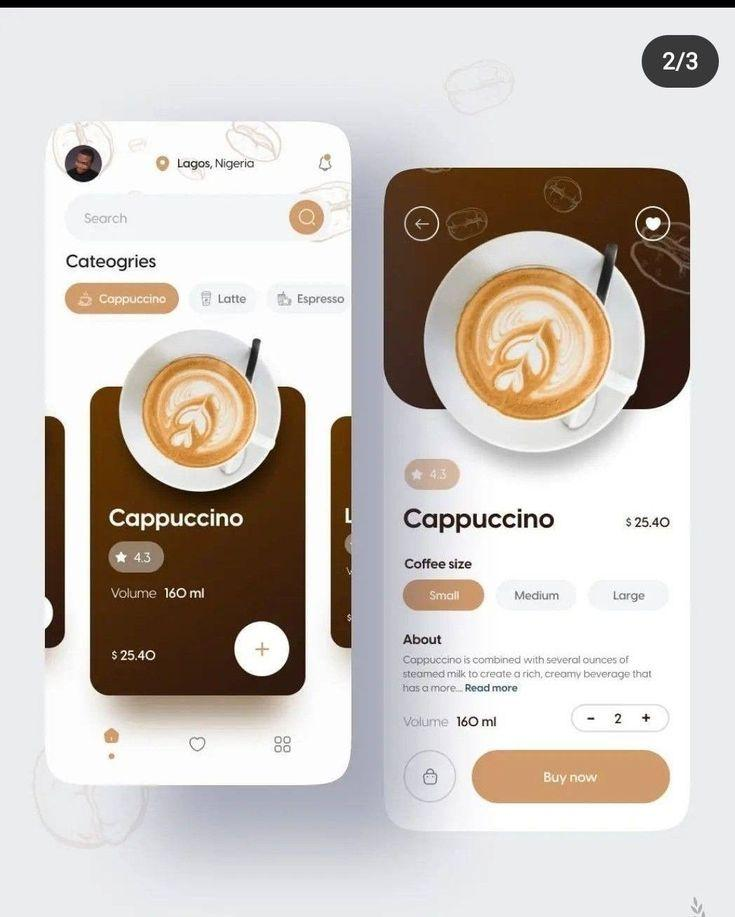 2/3
Lagos, Nigeria
Search
Cateogries
Cappuccino
Latte
Espresso
Cappuccino
4.3
Volume 160 ml
$ 25.40
L
V
$
4.3
Cappuccino
$ 25.40
Coffee size
Small
Medium
Large
About
Cappuccino is combined with several ounces of
steamed milk to create a rich, creamy beverage that
has a more... Read more
Volume 160 ml
- 2 +
Buy now